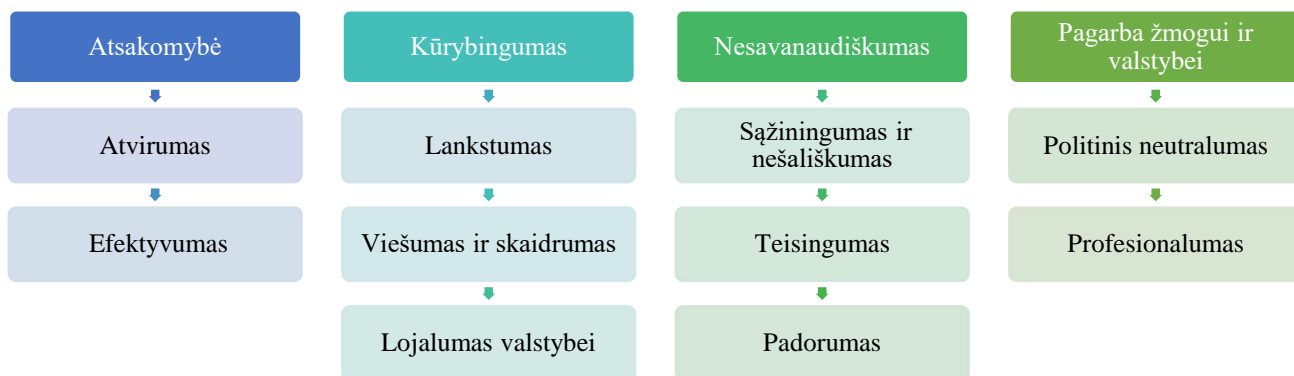 Atsakomybė
Atvirumas
Efektyvumas
Kūrybingumas
Lankstumas
Viešumas ir skaidrumas
Lojalumas valstybei
Nesavanaudiškumas
Sąžiningumas ir
nešališkumas
Teisingumas
Padorumas
Pagarba žmogui ir
valstybei
Politinis neutralumas
Profesionalumas